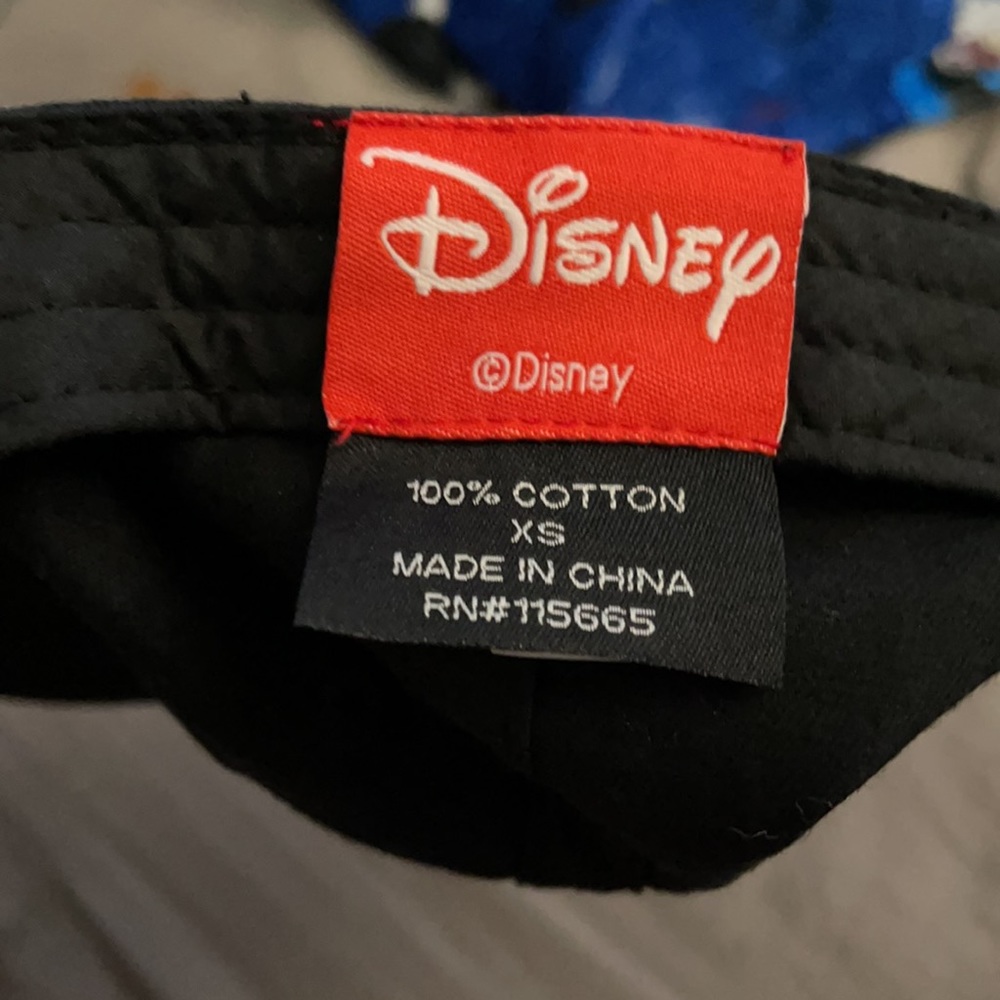 Disney
©Disney
100% COTTON
XS
MADE IN CHINA
RN#115665